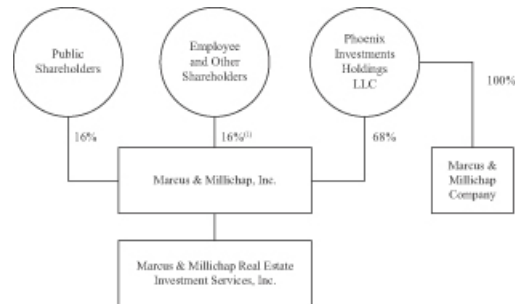 Public
Shareholders
Employee
and Other
Shareholders
Phoenix
Investments
Holdings
LLC
100%
16%
16%(1)
68%
Marcus & Millichap, Inc.
Marcus &
Millichap
Company
Marcus & Millichap Real Estate
Investment Services, Inc.